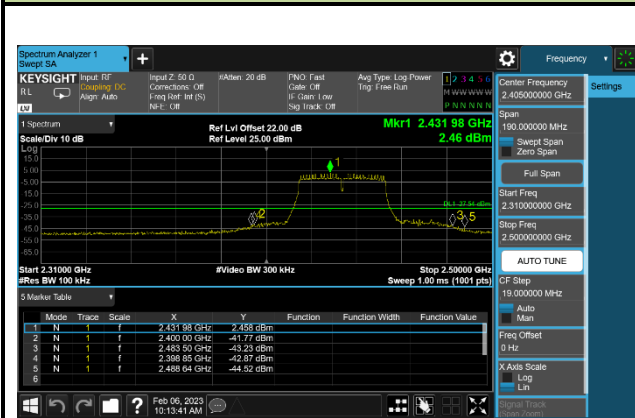 Spectrum Analyzer 1
Swept SA
+
Frequency
KEYSIGHT
RL
LXI
Input: RF
Coupling: DC
Align: Auto
Input Z: 50 Ω
Corrections: Off
Freq Ref: Int (S)
NFE: Off
#Atten: 20 dB
PNO: Fast
Gate: Off
IF Gain: Low
Sig Track: Off
Avg Type: Log Power
Trig: Free Run
1 2 3 4 5 6
M W W W W W
P N N N N N
Center Frequency
2.405000000 GHz
Settings
1 Spectrum
Scale/Div 10 dB
Ref Lvl Offset 22.00 dB
Ref Level 25.00 dBm
Mkr1 2.431 98 GHz
2.46 dBm
Span
190.000000 MHz
Swept Span
Zero Span
Log
15.0
5.00
-5.00
-15.0
-25.0
-35.0
-45.0
-55.0
-65.0
1
DL1 -27.54 dBm
2
3
5
Full Span
Start Freq
2.310000000 GHz
Stop Freq
2.500000000 GHz
AUTO TUNE
Start 2.31000 GHz
#Res BW 100 kHz
#Video BW 300 kHz
Stop 2.50000 GHz
Sweep 1.00 ms (1001 pts)
CF Step
19.000000 MHz
Auto
Man
5 Marker Table
Mode Trace Scale X Y Function Function Width Function Value
1 N 1 f 2.431 98 GHz 2.458 dBm
2 N 1 f 2.400 00 GHz -41.77 dBm
3 N 1 f 2.483 50 GHz -43.23 dBm
4 N 1 f 2.398 85 GHz -42.87 dBm
5 N 1 f 2.488 64 GHz -44.52 dBm
6
Freq Offset
0 Hz
X Axis Scale
Log
Lin
Signal Track
(Span Zoom)
?
Feb 06, 2023
10:13:41 AM